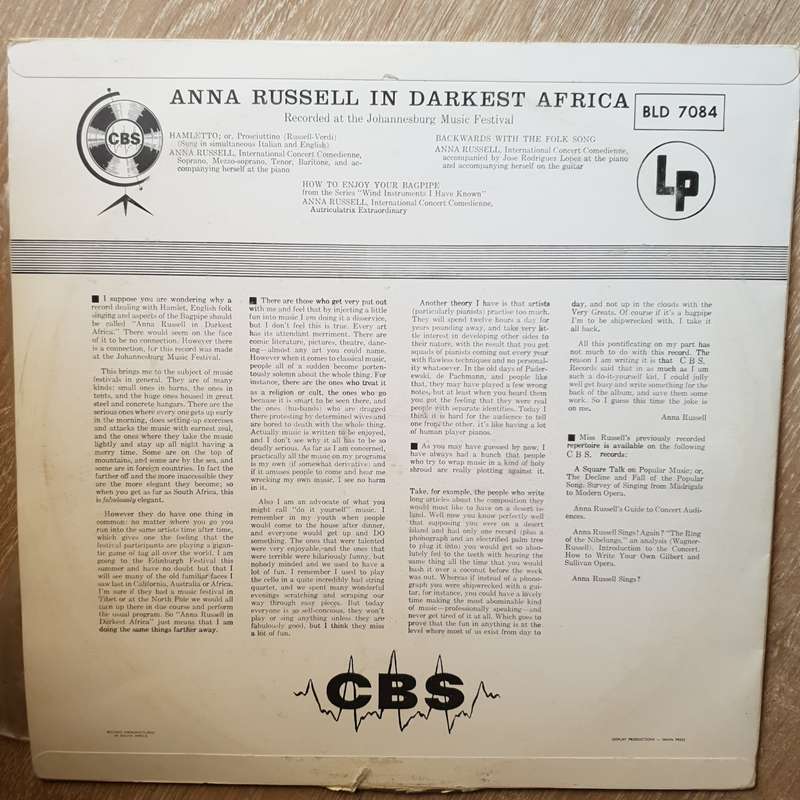 ANNA RUSSELL IN DARKEST AFRICA
BLD 7084
Recorded at the Johannesburg Music Festival
CBS
HAMLETTO; or, Prosciuttino (Russell-Verdi)
(Sung in simultaneous Italian and English)
ANNA RUSSELL, International Concert Comedienne,
Soprano, Mezzo-soprano, Tenor, Baritone, and ac-
companying herself at the piano
BACKWARDS WITH THE FOLK SONG
ANNA RUSSELL, International Concert Comedienne,
accompanied by Jose Rodrigues Lopez at the piano
and accompanying herself on the guitar
Lp
HOW TO ENJOY YOUR BAGPIPE
from the Series "Wind Instruments I Have Known"
ANNA RUSSELL, International Concert Comedienne,
Autriculatrix Extraordinary
I suppose you are wondering why a
record dealing with Hamlet, English folk
singing and aspects of the Bagpipe should
be called "Anna Russell in Darkest
Africa." There would seem on the face
of it to be no connection. However there
is a connection, for this record was made
at the Johannesburg Music Festival.
This brings me to the subject of music
festivals in general. They are of many
kinds: small ones in barns, the ones in
tents, and the huge ones housed in great
steel and concrete hangars. There are the
serious ones where every one gets up early
in the morning, does setting-up exercises
and attacks the music with earnest zeal,
and the ones where they take the music
lightly and stay up all night having a
merry time. Some are on the top of
mountains, and some are by the sea, and
some are in foreign countries. In fact the
farther off and the more inaccessible they
are the more elegant they become; so
when you get as far as South Africa, this
is fabulously elegant.
However they do have one thing in
common: no matter where you go you
run into the same artists time after time,
which gives one the feeling that the
festival participants are playing a gigan-
tic game of tag all over the world. I am
going to the Edinburgh Festival this
summer and have no doubt but that I
will see many of the old familiar faces I
saw last in California, Australia or Africa.
I'm sure if they had a music festival in
Tibet or at the North Pole we would all
turn up there in due course and perform
the usual program. So "Anna Russell in
Darkest Africa" just means that I am
doing the same things farther away.
There are those who get very put out
with me and feel that by injecting a little
fun into music I am doing it a disservice,
but I don't feel this is true. Every art
has its attendant merriment. There are
comic literature, pictures, theatre, danc-
ing—almost any art you could name.
However when it comes to classical music,
people all of a sudden become porten-
tously solemn about the whole thing. For
instance, there are the ones who treat it
as a religion or cult, the ones who go
because it is smart to be seen there, and
the ones (husbands) who are dragged
there protesting by determined wives and
are bored to death with the whole thing.
Actually music is written to be enjoyed,
and I don't see why it all has to be so
deadly serious. As far as I am concerned,
practically all the music on my programs
is my own (if somewhat derivative) and
if it amuses people to come and hear me
wrecking my own music, I see no harm
in it.
Also I am an advocate of what you
might call "do it yourself" music. I
remember in my youth when people
would come to the house after dinner,
and everyone would get up and DO
something. The ones that were talented
were very enjoyable, and the ones that
were terrible were hilariously funny, but
nobody minded and we used to have a
lot of fun. I remember I used to play
the cello in a quite incredibly bad string
quartet, and we spent many wonderful
evenings scratching and scraping our
way through easy pieces. But today
everyone is so self-concious, they won't
play or sing anything unless they are
fabulously good, but I think they miss
a lot of fun.
Another theory I have is that artists
(particularly pianists) practise too much.
They will spend twelve hours a day for
years pounding away, and take very lit-
tle interest in developing other sides to
their nature, with the result that you get
squads of pianists coming out every year
with flawless techniques and no personal-
ity whatsoever. In the old days of Pader-
ewski, de Pachmann, and people like
that, they may have played a few wrong
notes, but at least when you heard them
you got the feeling that they were real
people with separate identities. Today I
think it is hard for the audience to tell
one from the other, it's like having a lot
of human player pianos.
As you may have guessed by now, I
have always had a hunch that people
who try to wrap music in a kind of holy
shroud are really plotting against it.
Take, for example, the people who write
long articles about the composition they
would must like to have on a desert is-
land. Well now you know perfectly well
that supposing you were on a desert
island and had only one record (plus a
phonograph and an electrified palm tree
to plug it into) you would get so abso-
lutely fed to the teeth with hearing the
same thing all the time that you would
bash it over a coconut before the week
was out. Whereas if instead of a phono-
graph you were shipwrecked with a gui-
tar, for instance, you could have a lovely
time making the most abominable kind
of music—professionally speaking—and
never get tired of it at all. Which goes to
prove that the fun in anything is at the
level where most of us exist from day to
day, and not up in the clouds with the
Very Greats. Of course if it's a bagpipe
I'm to be shipwrecked with, I take it
all back.
All this pontificating on my part has
not much to do with this record. The
reason I am writing it is that CBS.
Records said that in as much as I am
such a do-it-yourself kid, I could jolly
well get busy and write something for the
back of the album, and save them some
work. So I guess this time the joke is
on me.
Anna Russell
Miss Russell's previously recorded
repertoire is available on the following
CBS. records:
A Square Talk on Popular Music; or,
The Decline and Fall of the Popular
Song; Survey of Singing from Madrigals
to Modern Opera.
Anna Russell's Guide to Concert Audi-
ences.
Anna Russell Sings! Again? "The Ring
of the Nibelungs," an analysis (Wagner-
Russell). Introduction to the Concert.
How to Write Your Own Gilbert and
Sullivan Opera.
Anna Russell Sings?
CBS
RECORD MANUFACTURED
IN SOUTH AFRICA
DISPLAY PRODUCTIONS